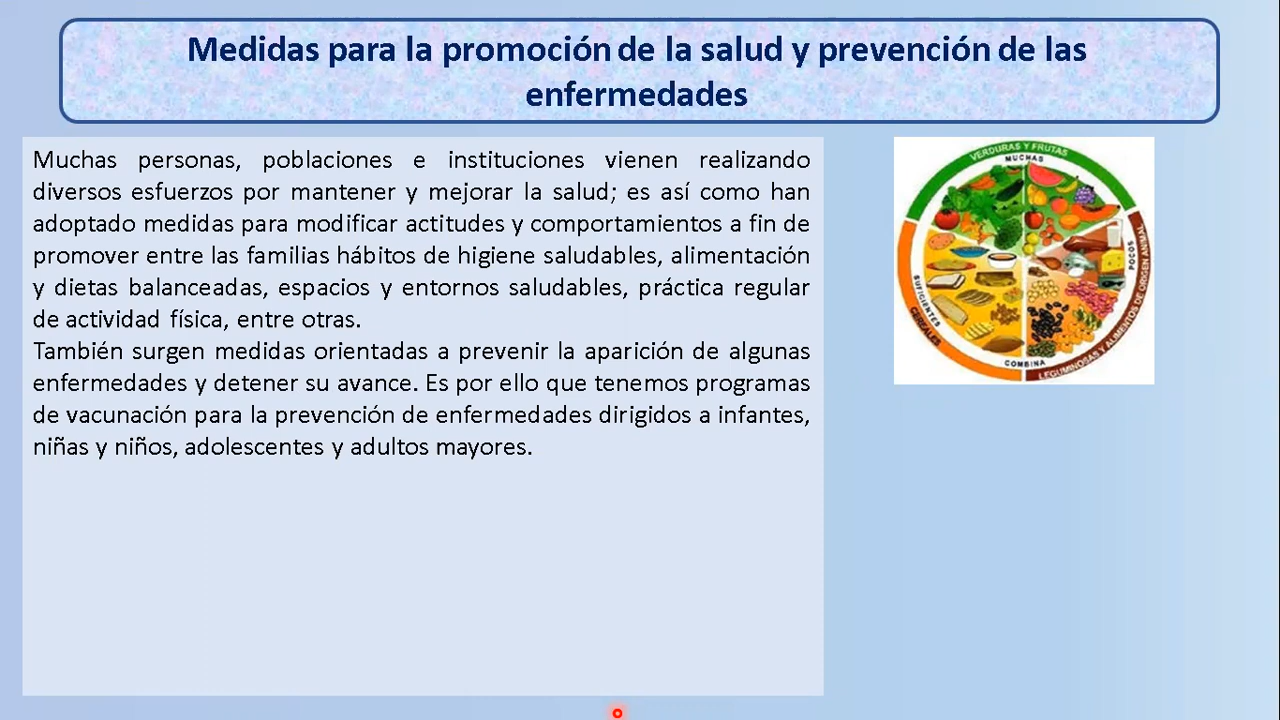 Medidas para la promoción de la salud y prevención de las
enfermedades
Muchas personas, poblaciones e instituciones vienen realizando
diversos esfuerzos por mantener y mejorar la salud; es así como han
adoptado medidas para modificar actitudes y comportamientos a fin de
promover entre las familias hábitos de higiene saludables, alimentación
y dietas balanceadas, espacios y entornos saludables, práctica regular
de actividad física, entre otras.
También surgen medidas orientadas a prevenir la aparición de algunas
enfermedades y detener su avance. Es por ello que tenemos programas
de vacunación para la prevención de enfermedades dirigidos a infantes,
niñas y niños, adolescentes y adultos mayores.
VERDURAS Y FRUTAS
MUCHAS
POCOS
LEGUMINOSAS Y ALIMENTOS DE ORIGEN ANIMAL
SUFICIENTES
CEREALES
COMBINA